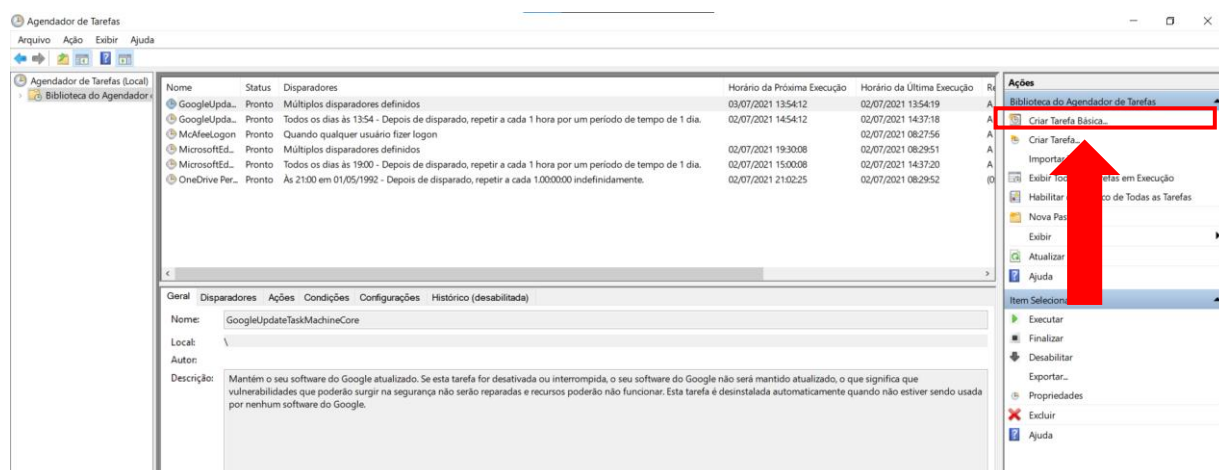 Agendador de Tarefas
Arquivo Ação Exibir Ajuda
Agendador de Tarefas (Local)
Biblioteca do Agendador
Nome Status Disparadores Horário da Próxima Execução Horário da Última Execução
GoogleUpda... Pronto Múltiplos disparadores definidos 03/07/2021 13:54:12 02/07/2021 13:54:19 A
GoogleUpda... Pronto Todos os dias às 13:54 - Depois de disparado, repetir a cada 1 hora por um período de tempo de 1 dia. 02/07/2021 14:54:12 02/07/2021 14:37:18 A
McAfeeLogon Pronto Quando qualquer usuário fizer logon 02/07/2021 08:27:56 A
MicrosoftEd... Pronto Múltiplos disparadores definidos 02/07/2021 19:30:08 02/07/2021 08:29:51 A
MicrosoftEd... Pronto Todos os dias às 19:00 - Depois de disparado, repetir a cada 1 hora por um período de tempo de 1 dia. 02/07/2021 15:00:08 02/07/2021 14:37:20 A
OneDrive Per... Pronto Às 21:00 em 01/05/1992 - Depois de disparado, repetir a cada 1.00:00:00 indefinidamente. 02/07/2021 21:02:25 02/07/2021 08:29:52 (0
Geral Disparadores Ações Condições Configurações Histórico (desabilitada)
Nome: GoogleUpdateTaskMachineCore
Local: \
Autor:
Descrição: Mantém o seu software do Google atualizado. Se esta tarefa for desativada ou interrompida, o seu software do Google não será mantido atualizado, o que significa que
vulnerabilidades que poderão surgir na segurança não serão reparadas e recursos poderão não funcionar. Esta tarefa é desinstalada automaticamente quando não estiver sendo usada
por nenhum software do Google.
Ações
Biblioteca do Agendador de Tarefas
Criar Tarefa Básica...
Criar Tarefa...
Importar
Exibir em Execução
Habilitar de Todas as Tarefas
Nova
Exibir
Atualizar
Ajuda
Item
Executar
Finalizar
Desabilitar
Exportar...
Propriedades
Excluir
Ajuda